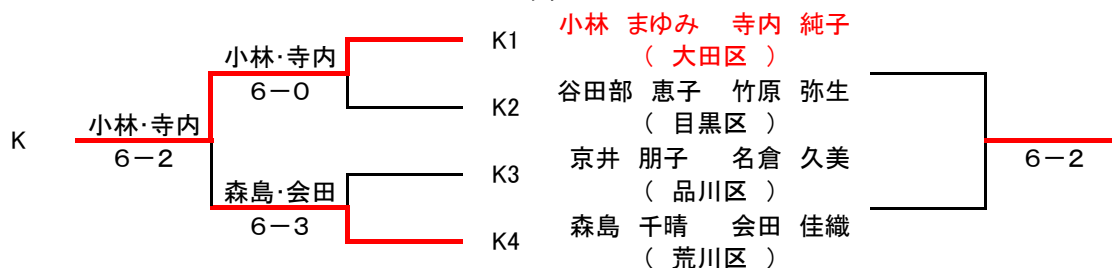 K1
小林 まゆみ 寺内 純子
( 大田区 )
小林・寺内
6-0
K2
谷田部 恵子 竹原 弥生
( 目黒区 )
K
小林・寺内
6-2
6-2
K3
京井 朋子 名倉 久美
( 品川区 )
森島・会田
6-3
K4
森島 千晴 会田 佳織
( 荒川区 )